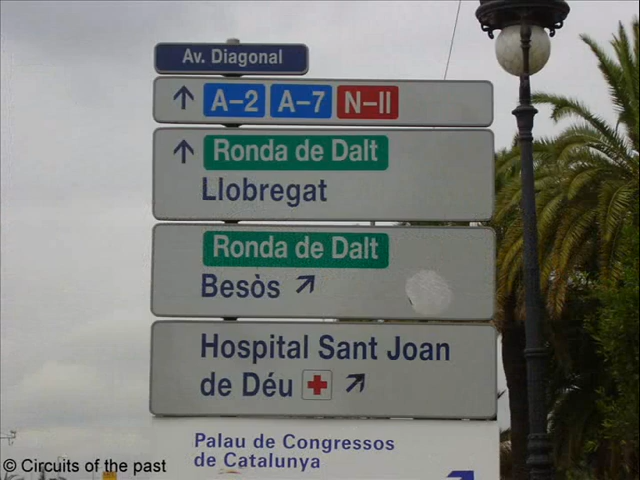 Av. Diagonal
A-2 A-7 N-II
Ronda de Dalt
Llobregat
Ronda de Dalt
Besòs
Hospital Sant Joan
de Déu
Palau de Congressos
de Catalunya
© Circuits of the past